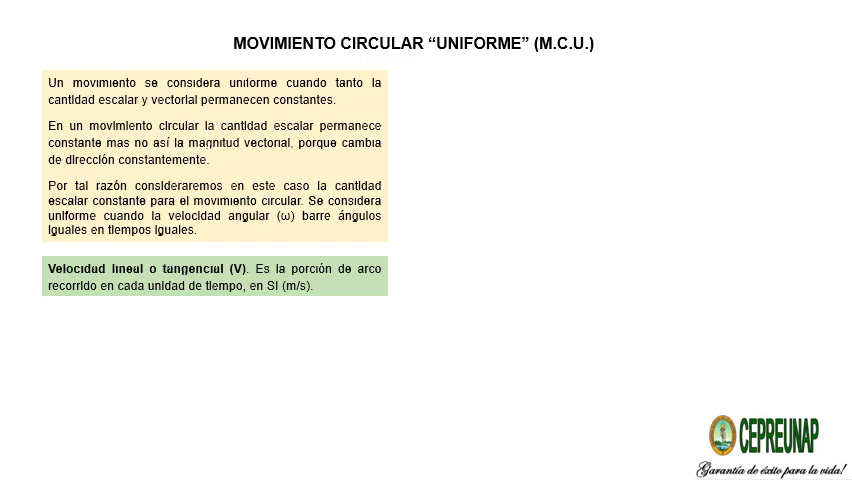 MOVIMIENTO CIRCULAR “UNIFORME” (M.C.U.)
Un movimiento se considera uniforme cuando tanto la
cantidad escalar y vectorial permanecen constantes.
En un movimiento circular la cantidad escalar permanece
constante mas no así la magnitud vectorial, porque cambia
de dirección constantemente.
Por tal razón consideraremos en este caso la cantidad
escalar constante para el movimiento circular. Se considera
uniforme cuando la velocidad angular (ω) barre ángulos
iguales en tiempos iguales.
Velocidad lineal o tangencial (V). Es la porción de arco
recorrido en cada unidad de tiempo, en SI (m/s).
CEPREUNAP
Garantía de éxito para la vida!